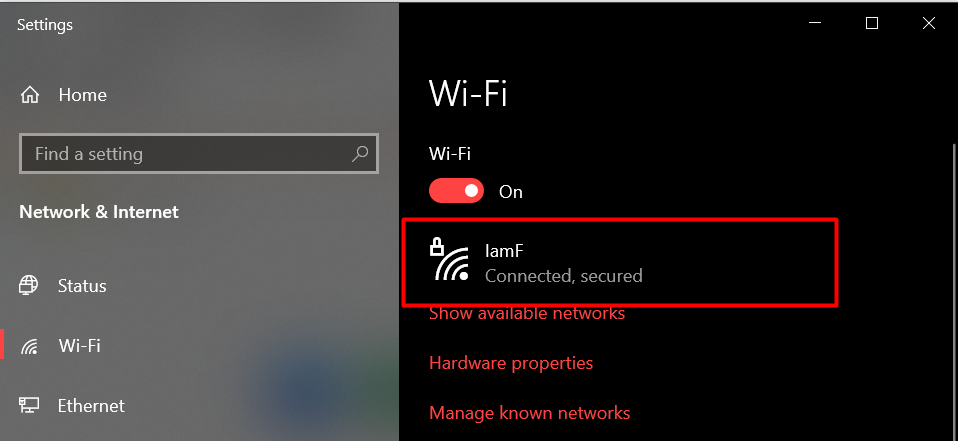 Settings
Home
Find a setting
Network & Internet
Status
Wi-Fi
Ethernet
Wi-Fi
Wi-Fi
On
IamF
Connected, secured
Show available networks
Hardware properties
Manage known networks